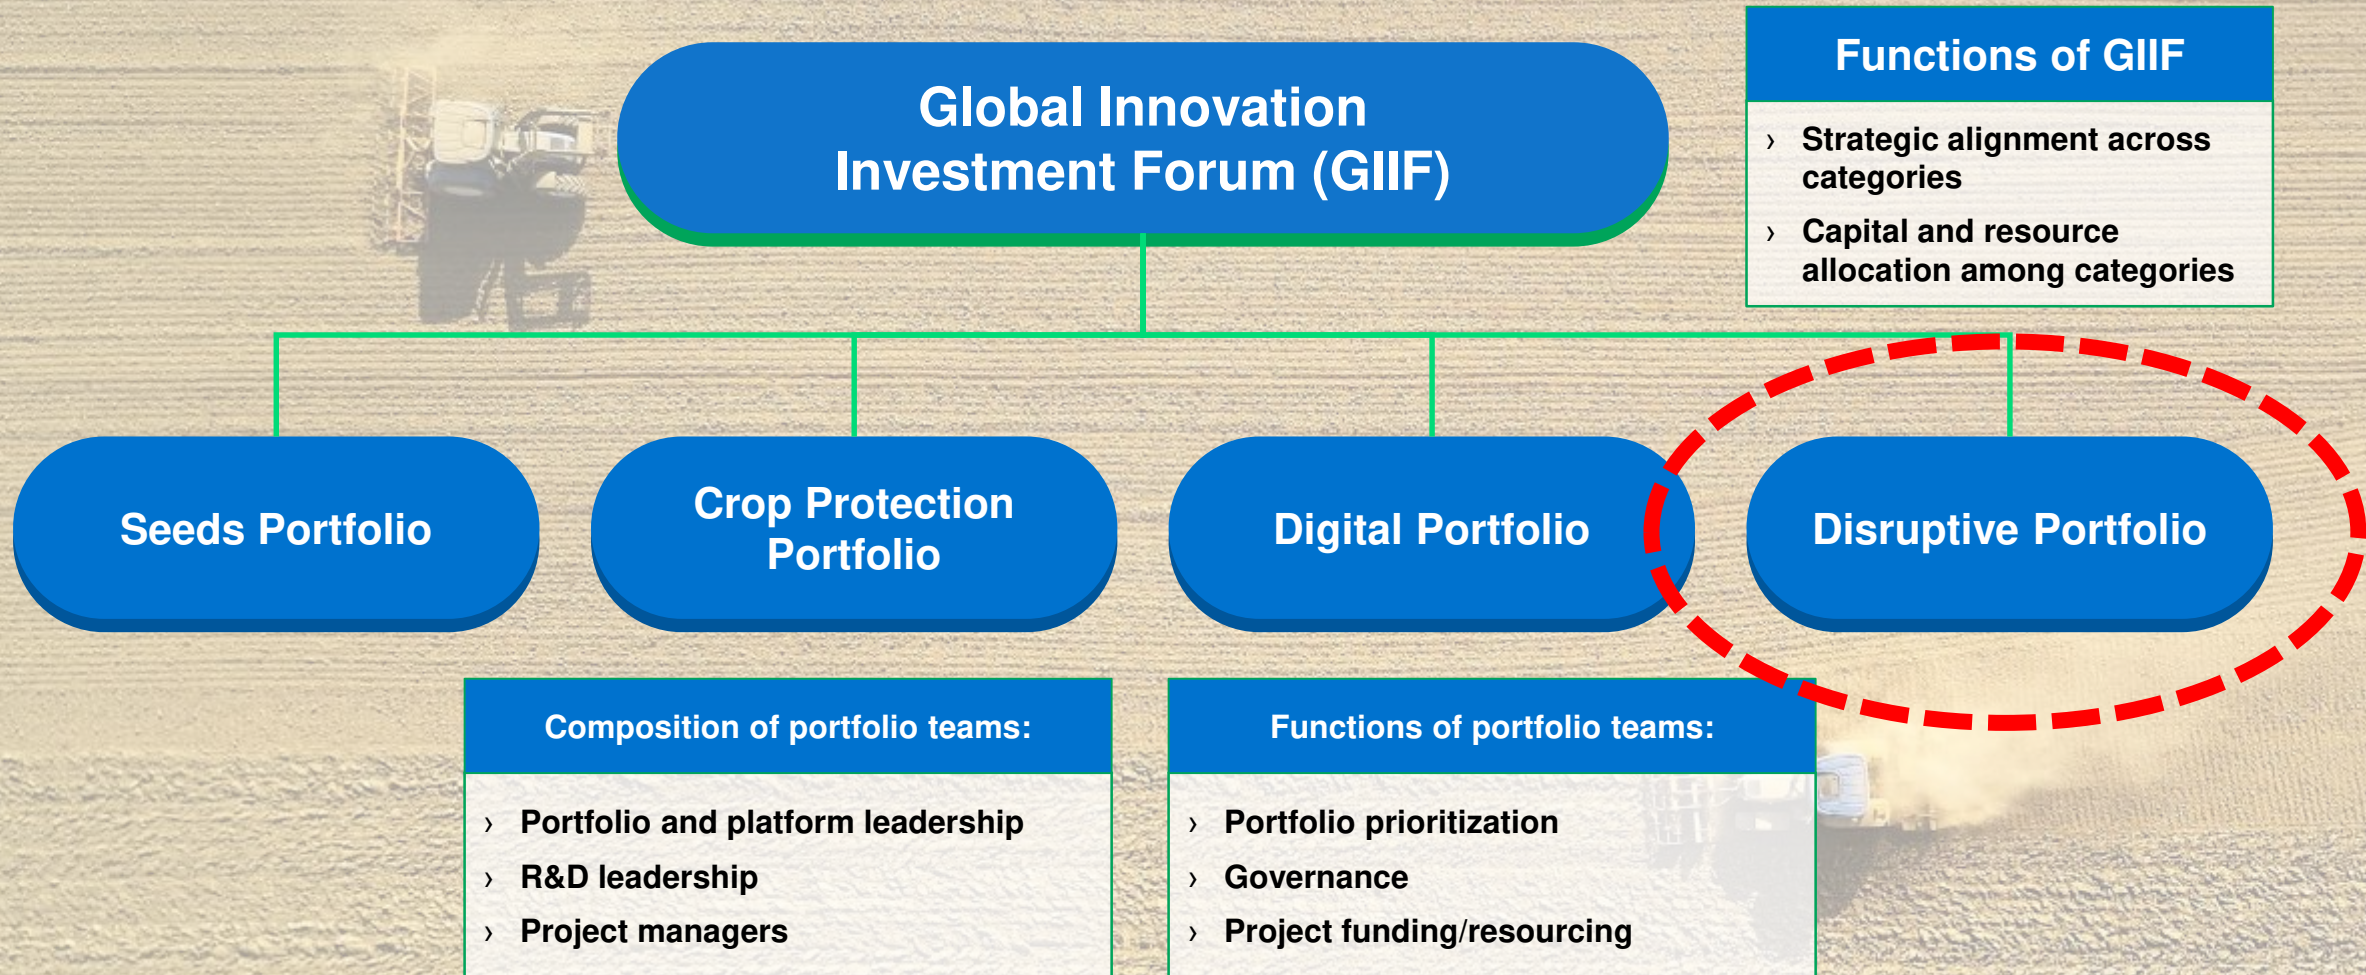 Global Innovation
Investment Forum (GIIF)
Functions of GIIF
› Strategic alignment across
categories
› Capital and resource
allocation among categories
Seeds Portfolio
Crop Protection
Portfolio
Digital Portfolio
Disruptive Portfolio
Composition of portfolio teams:
› Portfolio and platform leadership
› R&D leadership
› Project managers
Functions of portfolio teams:
› Portfolio prioritization
› Governance
› Project funding/resourcing